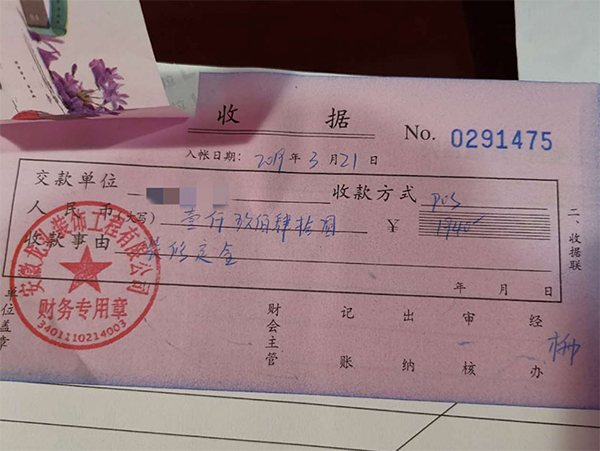 收 据 No. 0291475
入帐日期： 2019 年 3 月 21 日
交款单位 收款方式 POS
人民币(大写) 壹仟玖佰肆拾圆 ¥ 1940
收款事由 装修定金
年 月 日
二、收据联
单位盖章 财会主管 记账 出纳 审核 经办
财务专用章
3401110214003